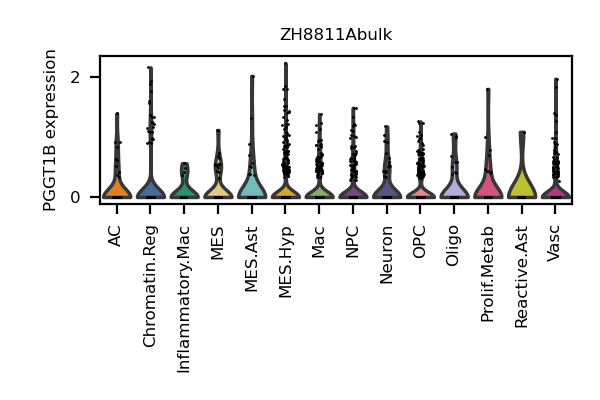 ZH8811Abulk
PGGT1B expression
2
0
AC
Chromatin.Reg
Inflammatory.Mac
MES
MES.Ast
MES.Hyp
Mac
NPC
Neuron
OPC
Oligo
Prolif.Metab
Reactive.Ast
Vasc